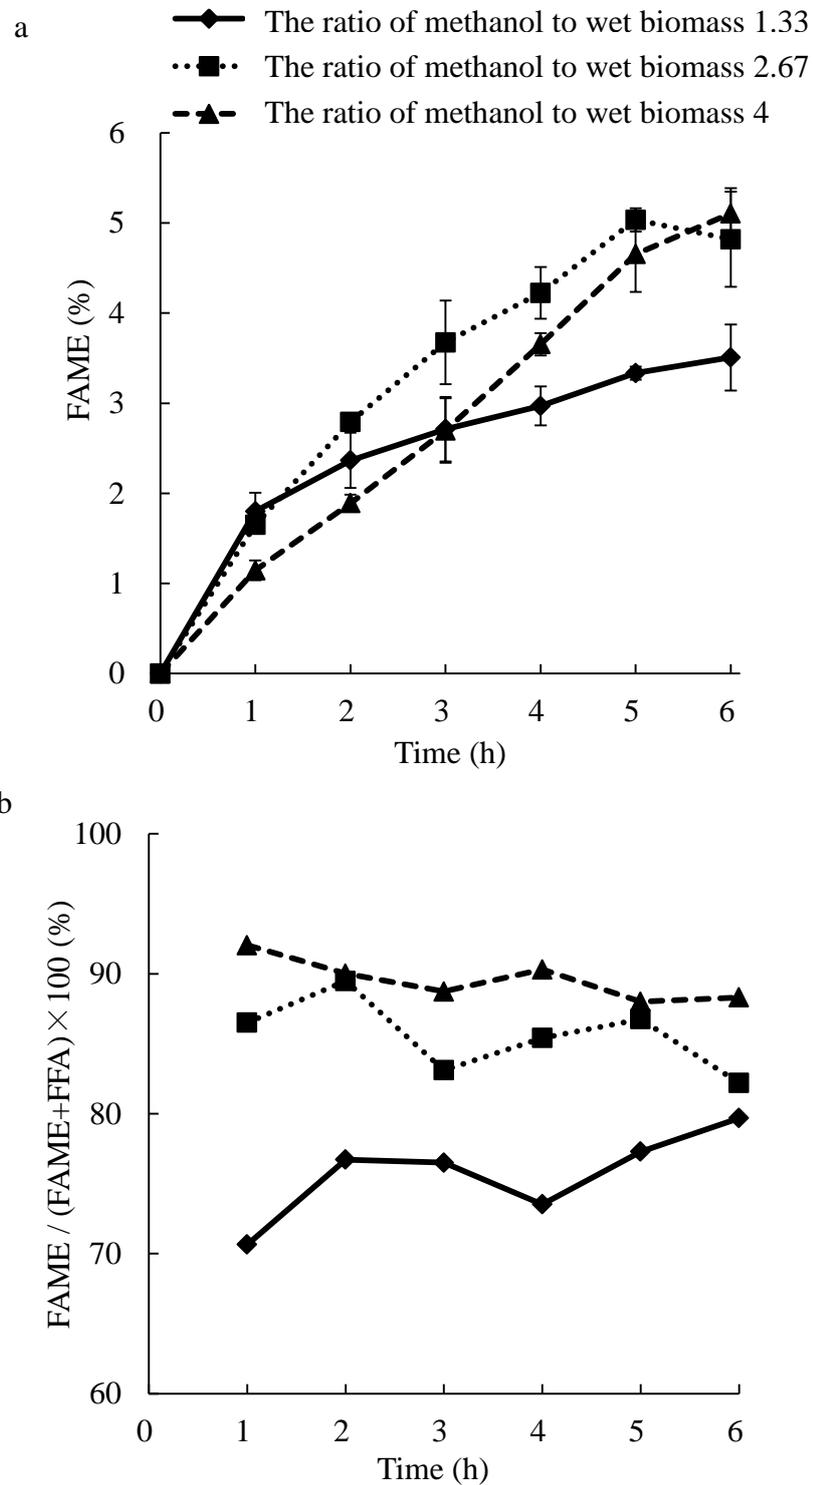 a
The ratio of methanol to wet biomass 1.33
The ratio of methanol to wet biomass 2.67
The ratio of methanol to wet biomass 4
6
5
4
3
2
1
0
FAME (%)
0 1 2 3 4 5 6
Time (h)
b
100
90
80
70
60
FAME / (FAME+FFA)×100 (%)
0 1 2 3 4 5 6
Time (h)